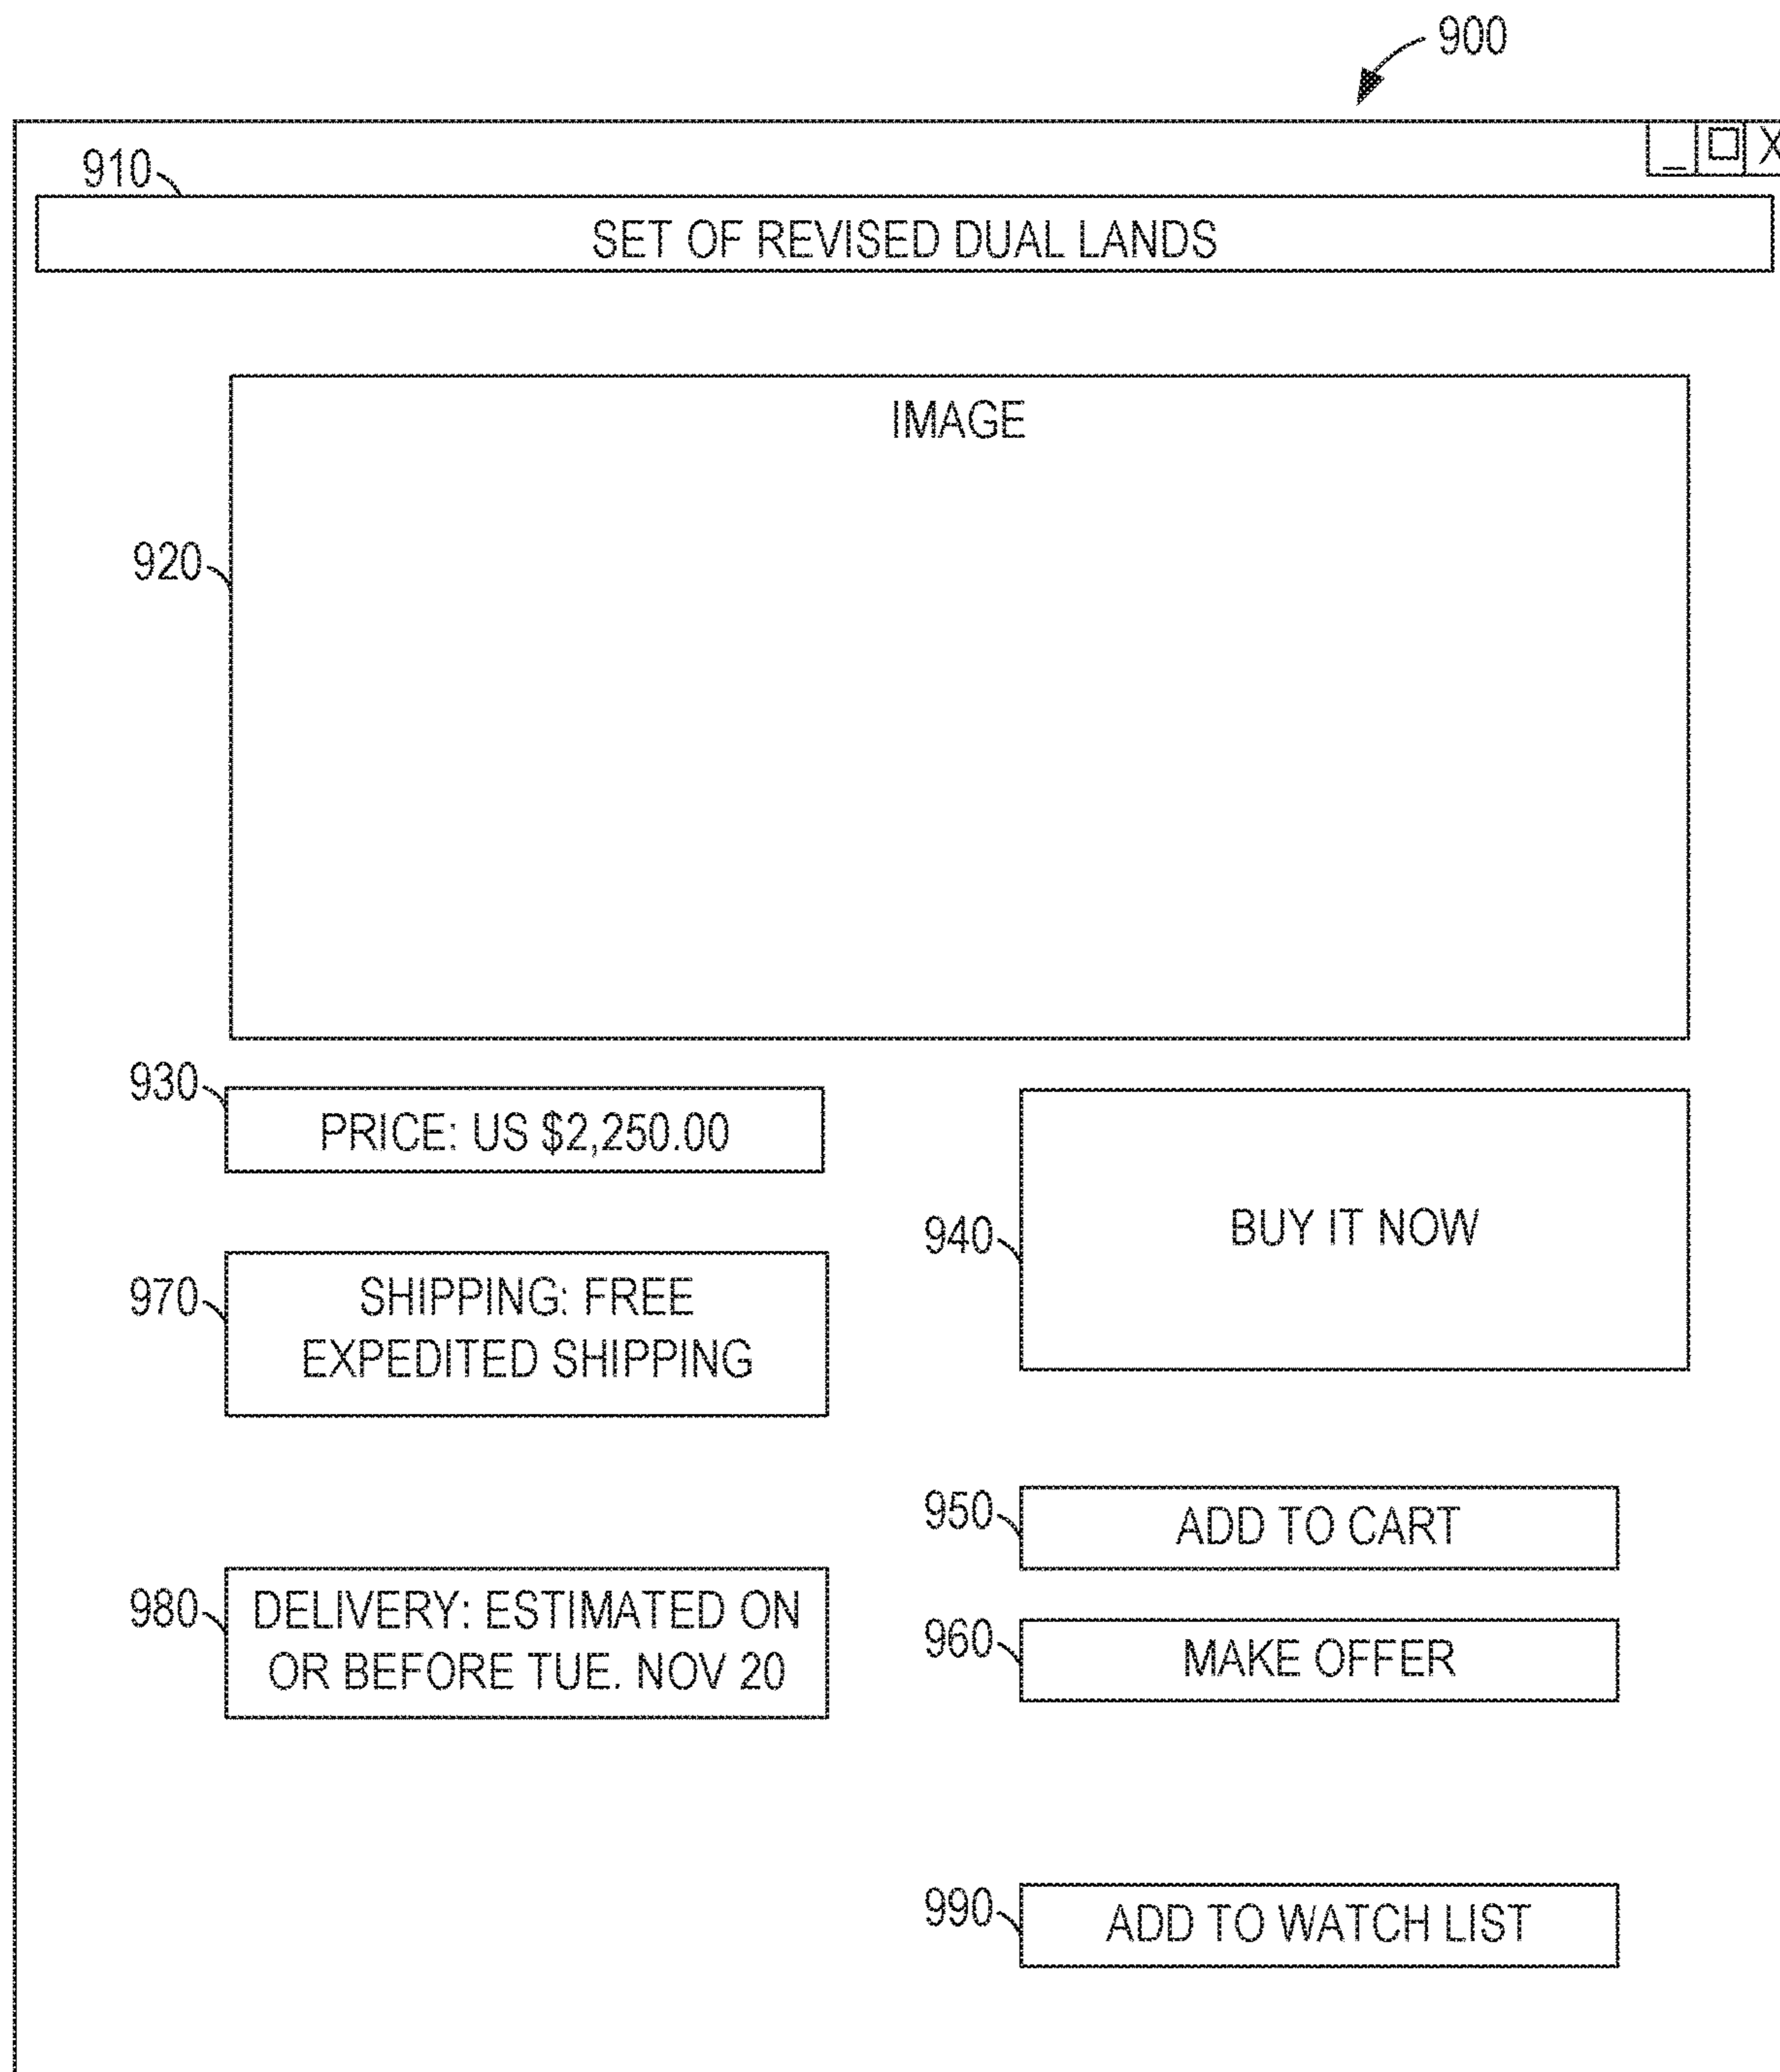 900
_ □ X
910
SET OF REVISED DUAL LANDS
IMAGE
920
930
PRICE: US $2,250.00
940
BUY IT NOW
970
SHIPPING: FREE
EXPEDITED SHIPPING
950
ADD TO CART
980
DELIVERY: ESTIMATED ON
OR BEFORE TUE. NOV 20
960
MAKE OFFER
990
ADD TO WATCH LIST